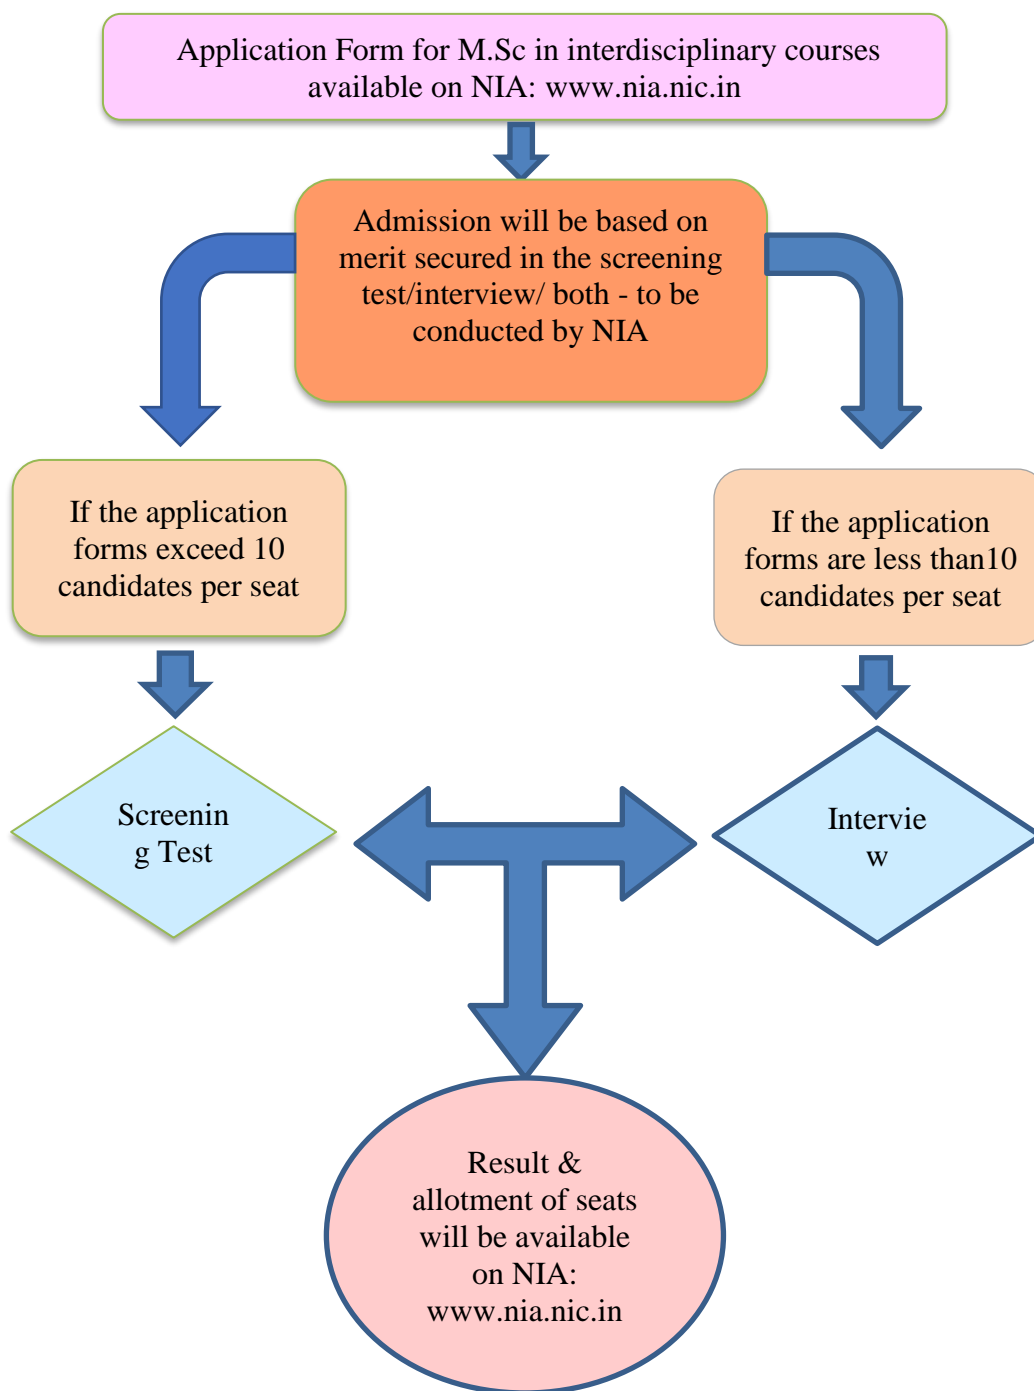 Application Form for M.Sc in interdisciplinary courses
available on NIA: www.nia.nic.in
Admission will be based on
merit secured in the screening
test/interview/ both - to be
conducted by NIA
If the application
forms exceed 10
candidates per seat
If the application
forms are less than10
candidates per seat
Screenin
g Test
Intervie
w
Result &
allotment of seats
will be available
on NIA:
www.nia.nic.in